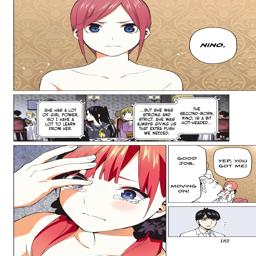 NINO.
THE
SECOND-BORN,
NINO, IS A BIT
HOT-HEADED...
...BUT SHE WAS
STRONG AND
STRICT. SHE WAS
ALWAYS GIVING US
THAT EXTRA PUSH
WE NEEDED.
SHE HAS A LOT
OF GIRL POWER,
SO I HAVE A
LOT TO LEARN
FROM HER.
YEP, YOU
GOT ME!
GOOD
JOB.
MOVING
ON!
182